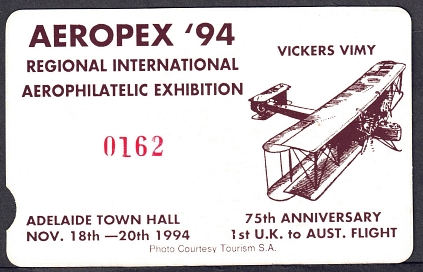 AEROPEX ‘94
REGIONAL INTERNATIONAL
AEROPHILATELIC EXHIBITION
VICKERS VIMY
0162
ADELAIDE TOWN HALL
NOV. 18th —20th 1994
75th ANNIVERSARY
1st U.K. to AUST. FLIGHT
Photo Courtesy Tourism S.A.